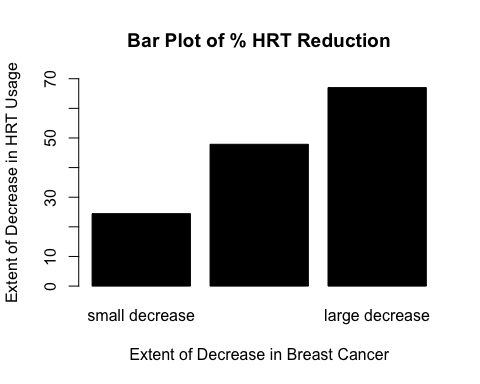 Bar Plot of % HRT Reduction
Extent of Decrease in HRT Usage
70
50
30
0
small decrease
large decrease
Extent of Decrease in Breast Cancer